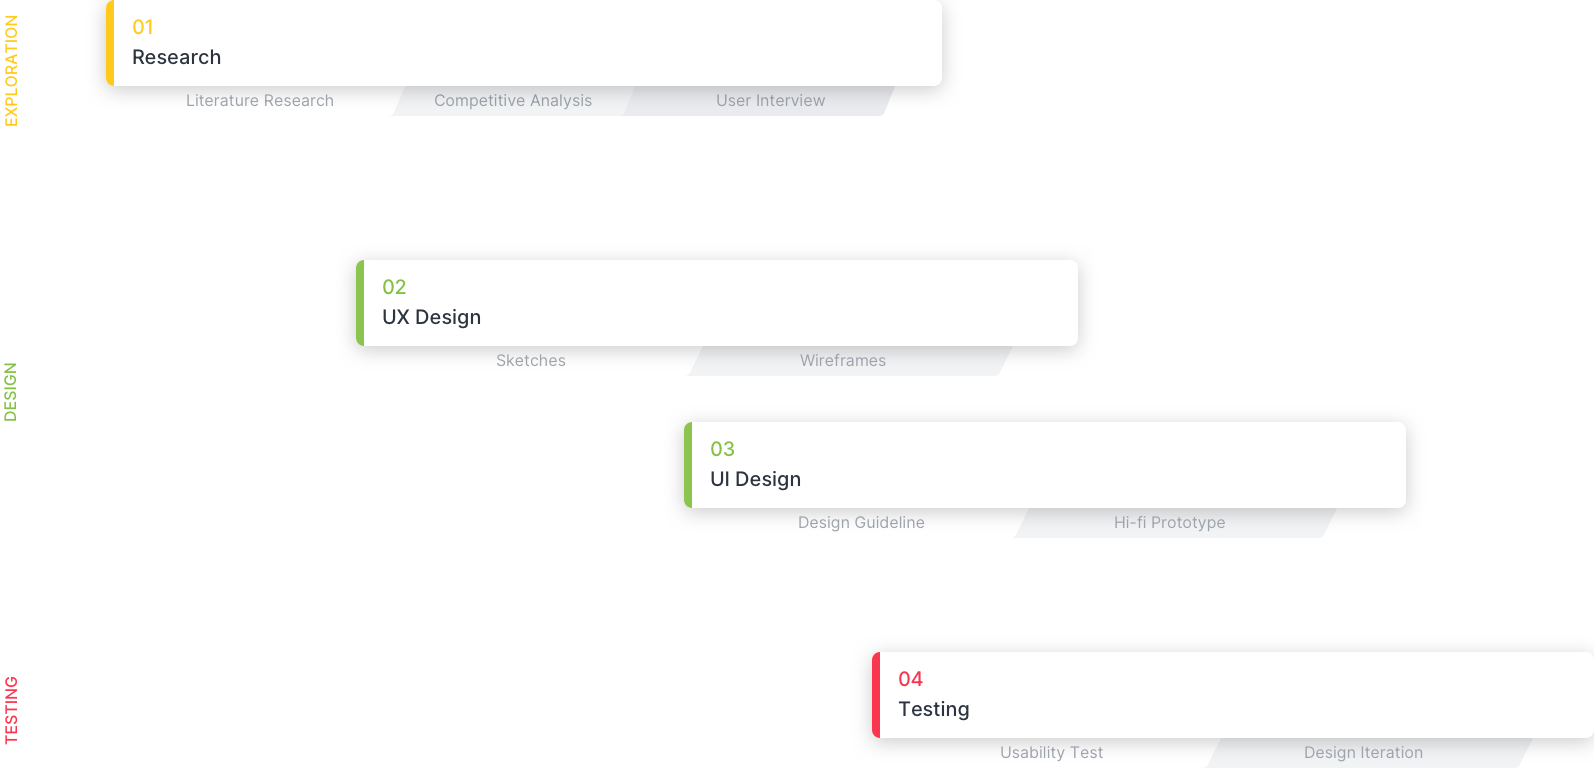 EXPLORATION
01
Research
Literature Research
Competitive Analysis
User Interview
DESIGN
02
UX Design
Sketches
Wireframes
03
UI Design
Design Guideline
Hi-fi Prototype
TESTING
04
Testing
Usability Test
Design Iteration